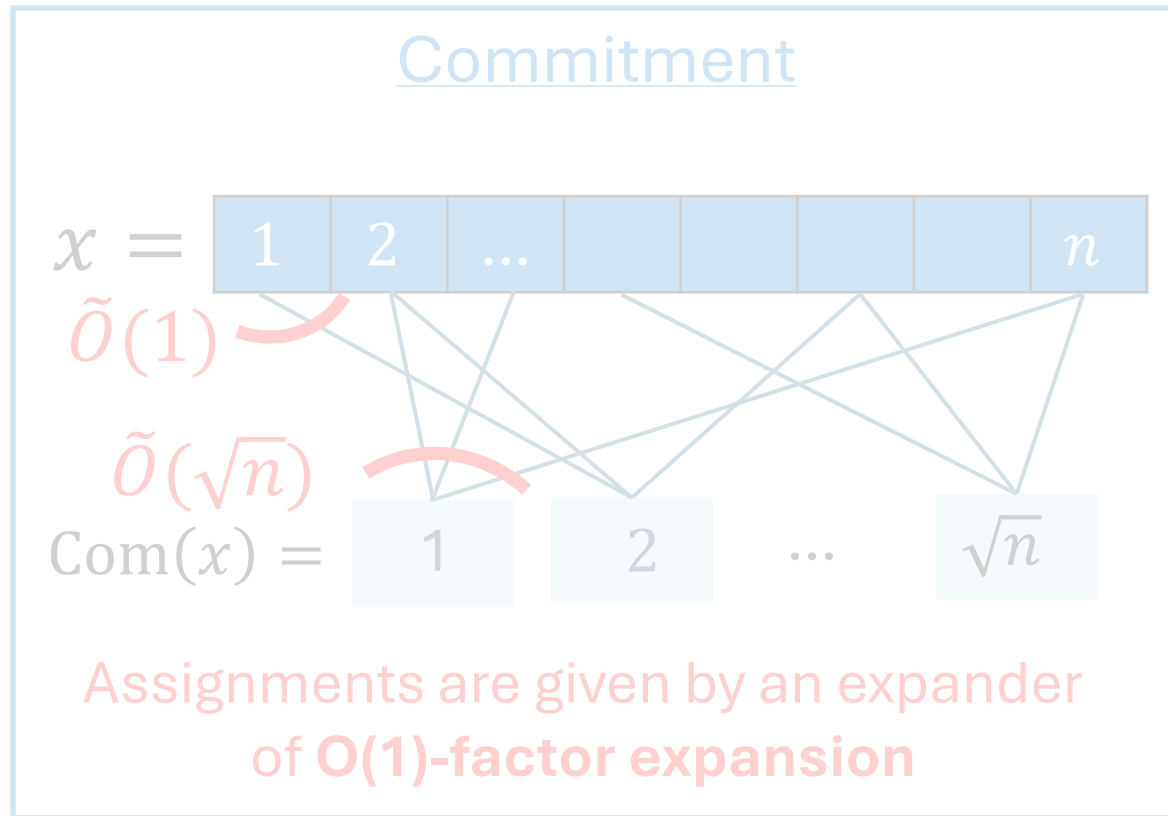 Commitment
x = 1 2 ... n
Õ(1)
Õ(√n)
Com(x) = 1 2 ... √n
Assignments are given by an expander
of O(1)-factor expansion